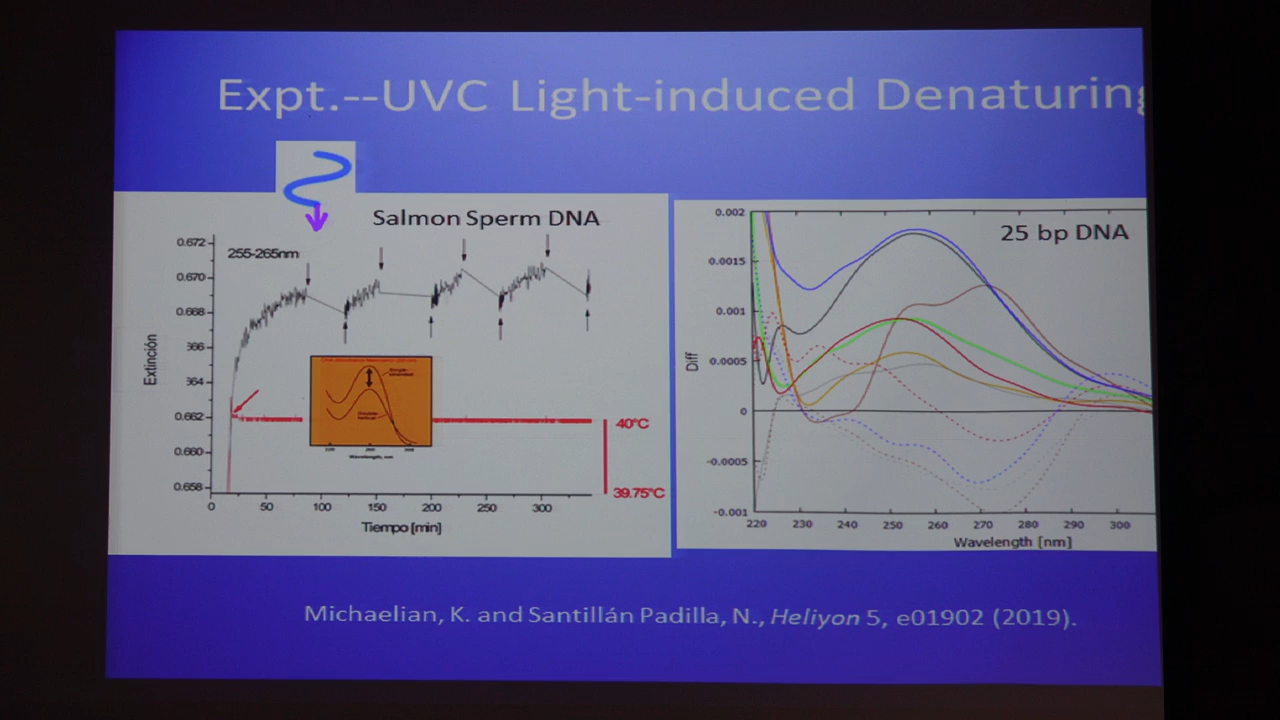 Expt.--UVC Light-induced Denaturing
Salmon Sperm DNA
255-265nm
0.672
0.670
0.668
366
364
0.662
0.660
0.658
Extinción
0
50
100
150
200
250
300
Tiempo [min]
40°C
39.75°C
Wavelength, nm
25 bp DNA
0.002
0.0015
0.001
0.0005
0
-0.0005
-0.001
Diff
220
230
240
250
260
270
280
290
300
Wavelength [nm]
Michaelian, K. and Santillán Padilla, N., Heliyon 5, e01902 (2019).